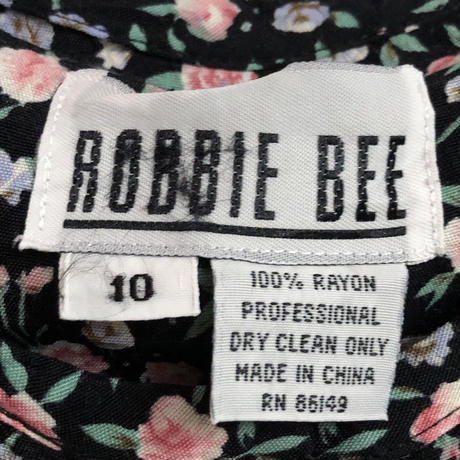 ROBBIE BEE
10
100% RAYON
PROFESSIONAL
DRY CLEAN ONLY
MADE IN CHINA
RN 86149